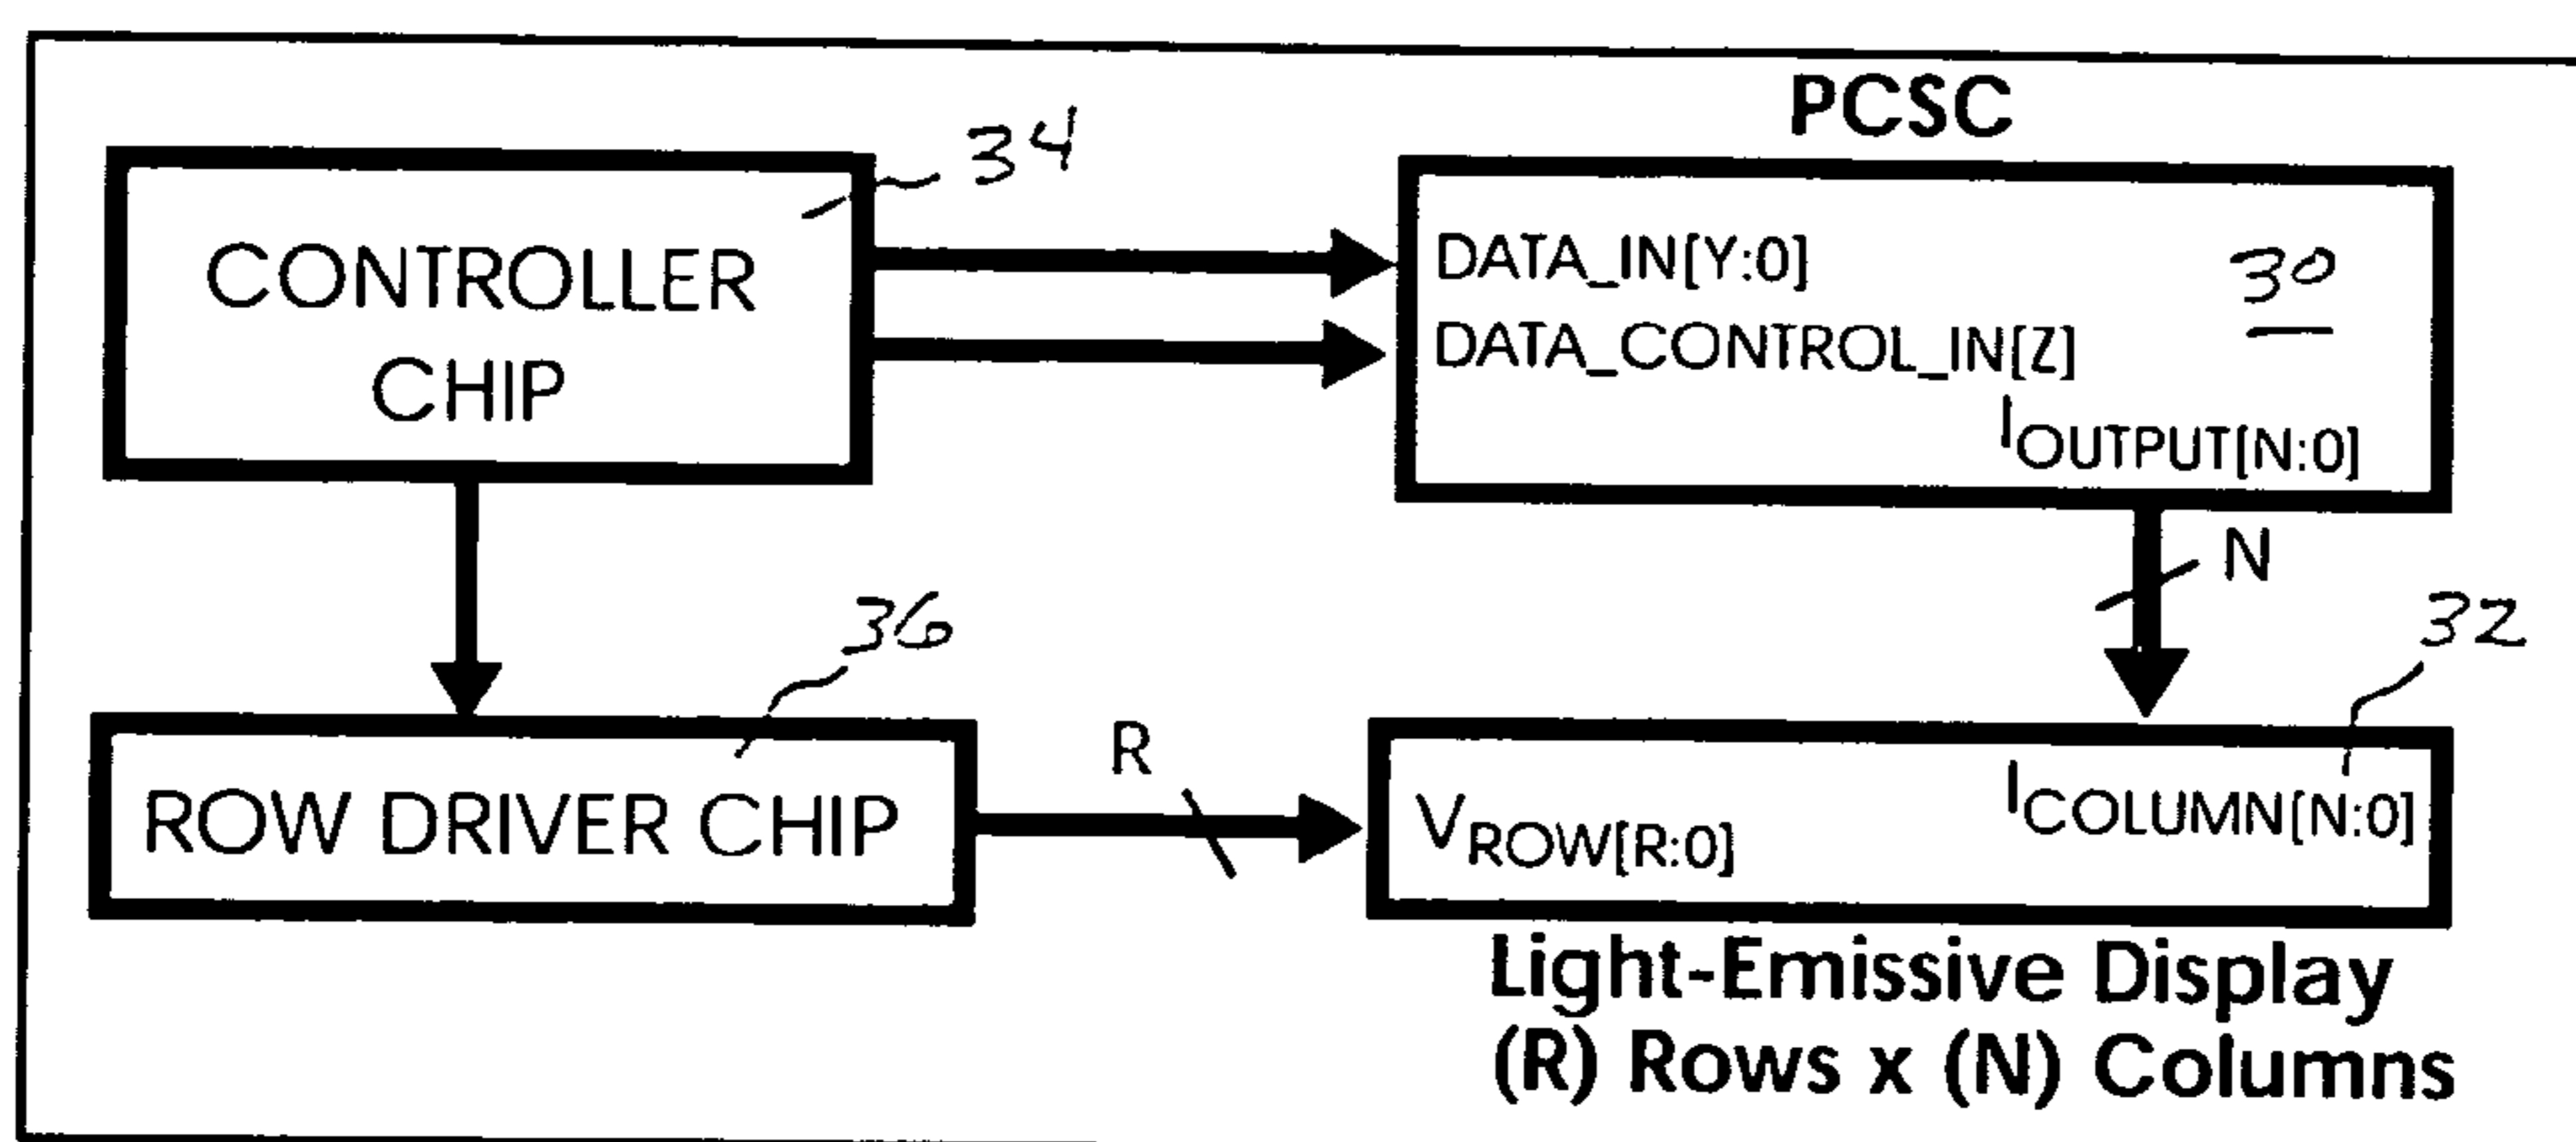 PCSC
34
CONTROLLER
CHIP
DATA_IN[Y:0]
30
DATA_CONTROL_IN[Z]
IOUTPUT[N:0]
N
36
32
ROW DRIVER CHIP
R
VROW[R:0]
ICOLUMN[N:0]
Light-Emissive Display
(R) Rows x (N) Columns